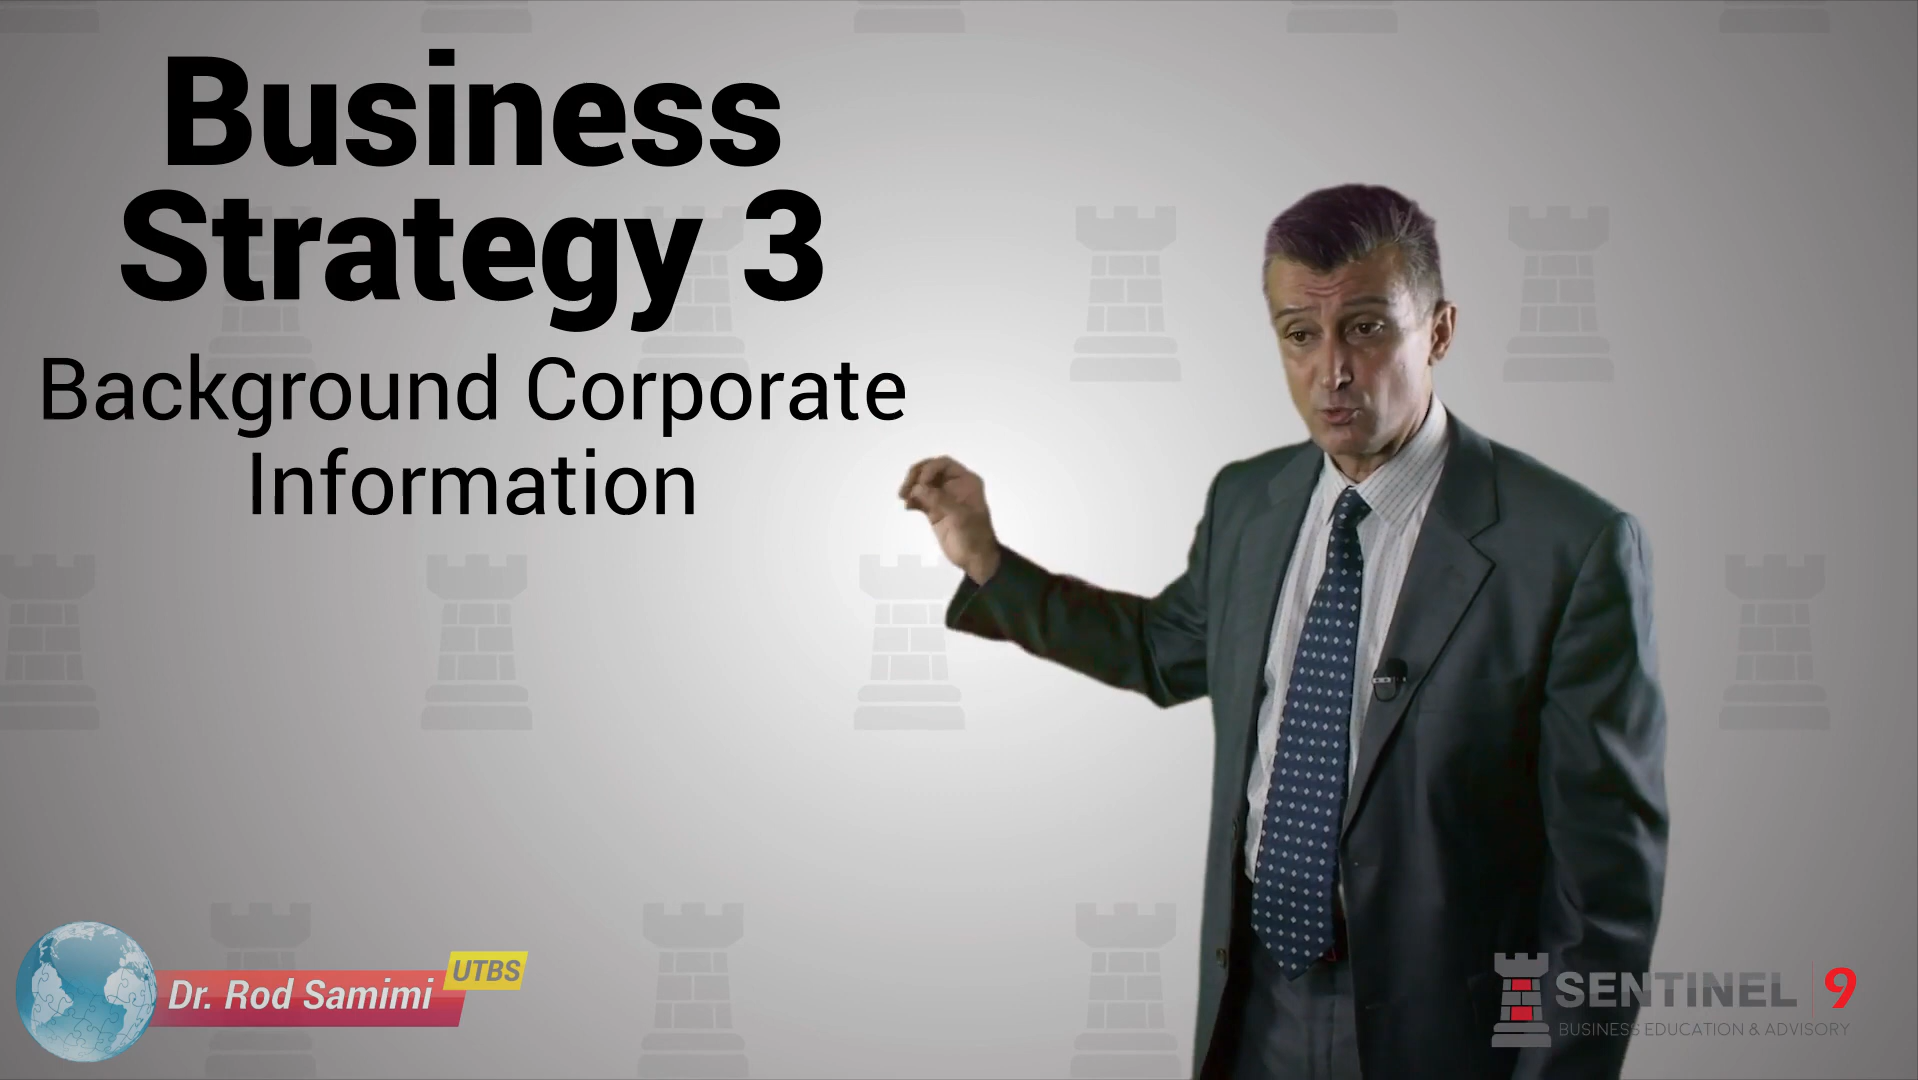 Business
Strategy 3
Background Corporate
Information
UTBS
Dr. Rod Samimi
SENTINEL 9
BUSINESS EDUCATION & ADVISORY